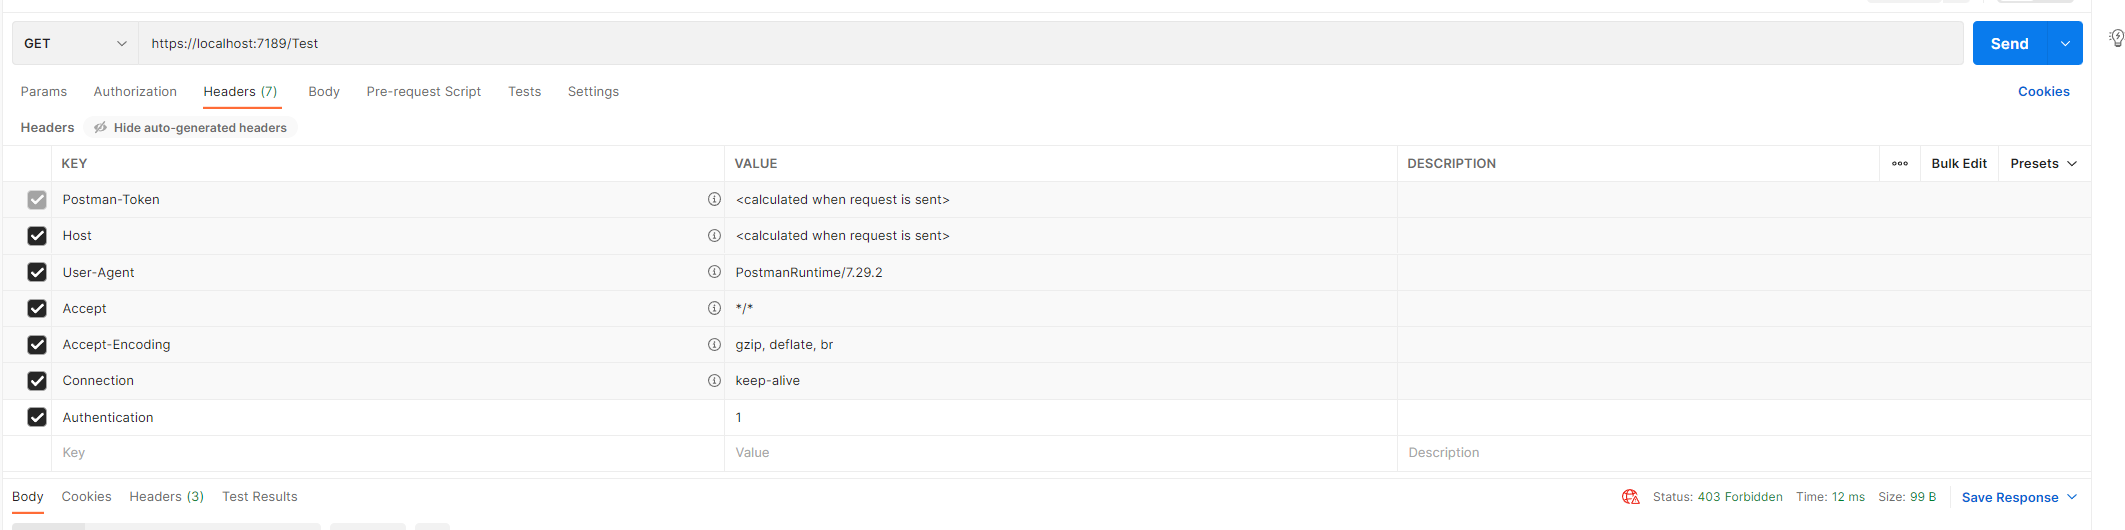 GET https://localhost:7189/Test Send
Params Authorization Headers (7) Body Pre-request Script Tests Settings Cookies
Headers Hide auto-generated headers
KEY VALUE DESCRIPTION Bulk Edit Presets
Postman-Token <calculated when request is sent>
Host <calculated when request is sent>
User-Agent PostmanRuntime/7.29.2
Accept */*
Accept-Encoding gzip, deflate, br
Connection keep-alive
Authentication 1
Key Value Description
Body Cookies Headers (3) Test Results Status: 403 Forbidden Time: 12 ms Size: 99 B Save Response